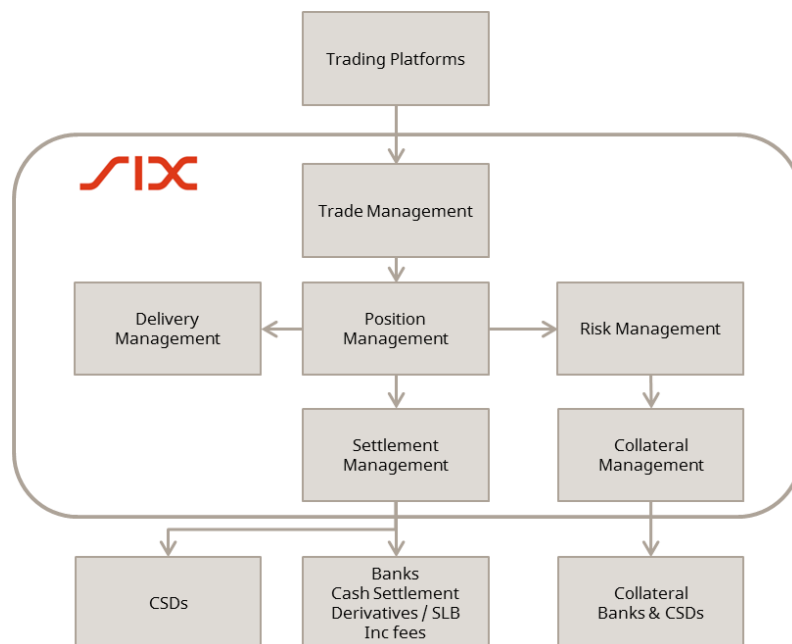 Trading Platforms
SIX
Trade Management
Delivery
Management
Position
Management
Risk Management
Settlement
Management
Collateral
Management
CSDs
Banks
Cash Settlement
Derivatives / SLB
Inc fees
Collateral
Banks & CSDs